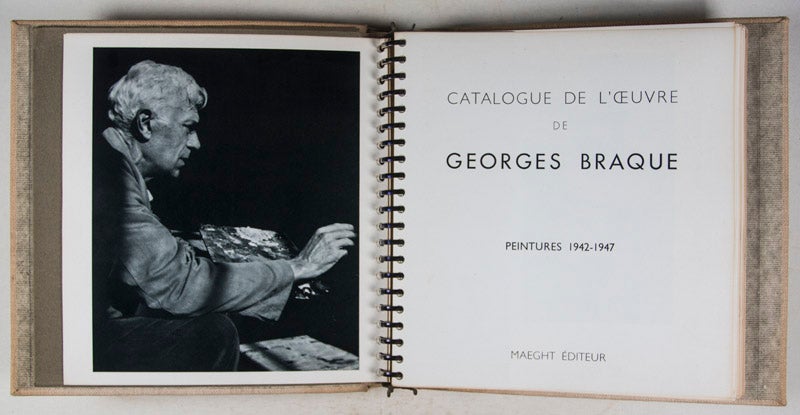 CATALOGUE DE L'ŒUVRE
DE
GEORGES BRAQUE
PEINTURES 1942-1947
MAEGHT ÉDITEUR